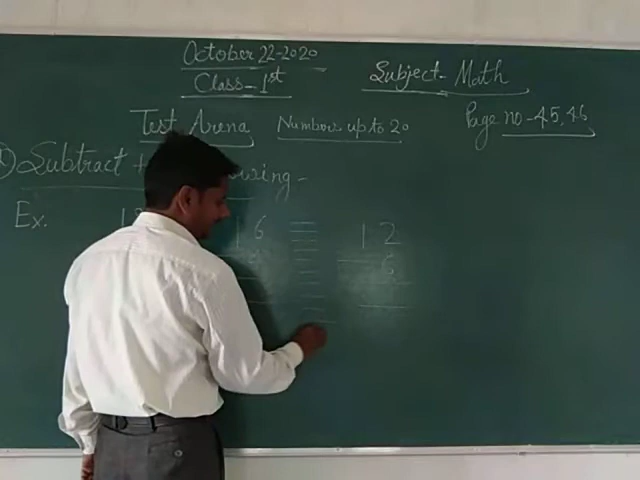 October 22-2020
Class-1st
Subject-Math
Test Arena
Numbers up to 20
Page no-45,46
Subtract
Ex.
16
12
- 6